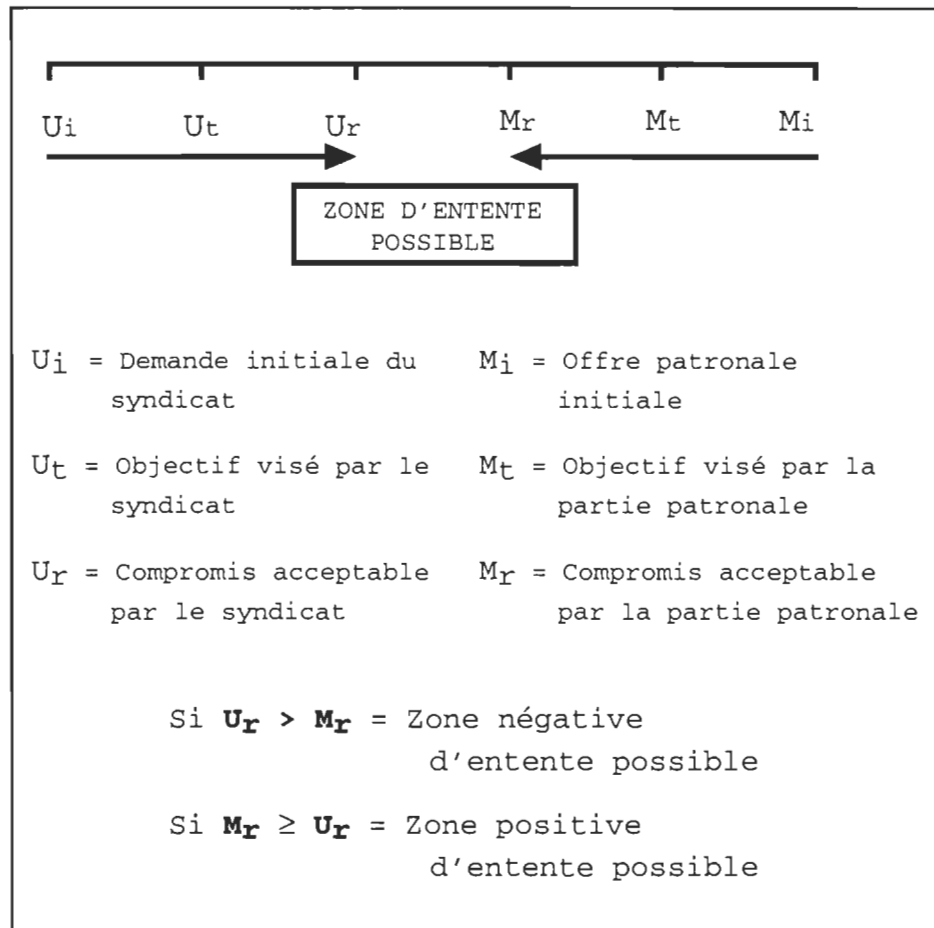 Ui Ut Ur Mr Mt Mi
ZONE D'ENTENTE
POSSIBLE
Ui = Demande initiale du
syndicat
Mi = Offre patronale
initiale
Ut = Objectif visé par le
syndicat
Mt = Objectif visé par la
partie patronale
Ur = Compromis acceptable
par le syndicat
Mr = Compromis acceptable
par la partie patronale
Si Ur > Mr = Zone négative
d'entente possible
Si Mr ≥ Ur = Zone positive
d'entente possible